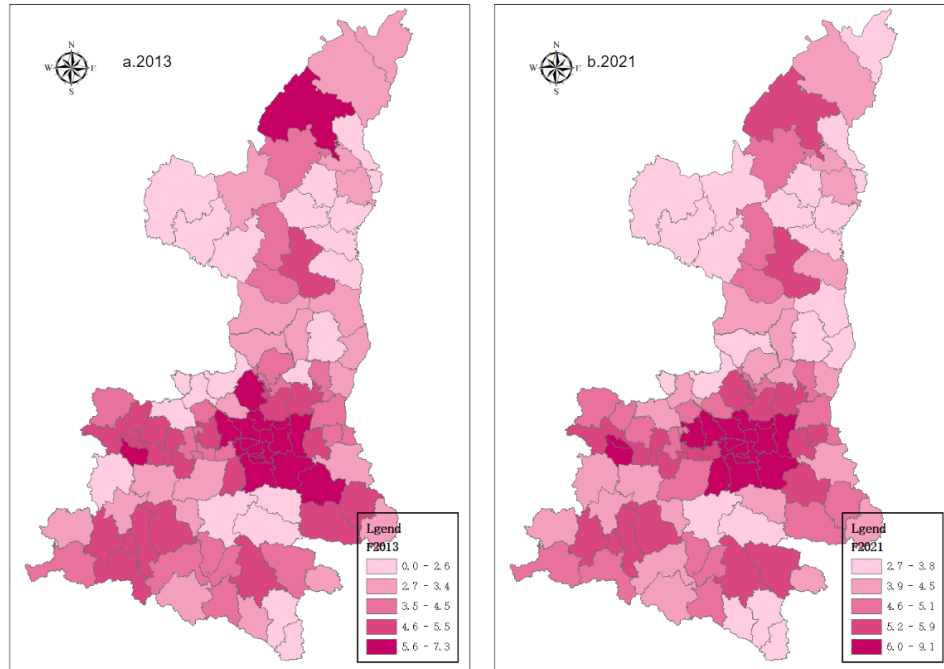 N
W E
S
a.2013
Lgend
F2013
0.0 - 2.6
2.7 - 3.4
3.5 - 4.5
4.6 - 5.5
5.6 - 7.3
N
W E
S
b.2021
Lgend
F2021
2.7 - 3.8
3.9 - 4.5
4.6 - 5.1
5.2 - 5.9
6.0 - 9.1